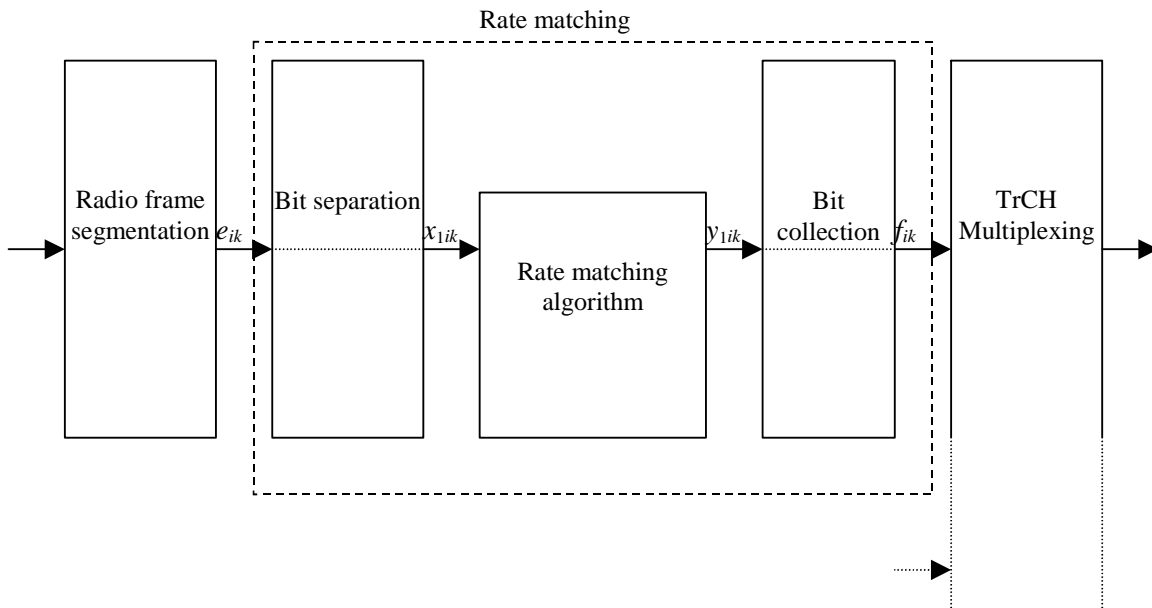 Rate matching
Radio frame
segmentation
e_ik
Bit separation
x_1ik
Rate matching
algorithm
y_1ik
Bit
collection
f_ik
TrCH
Multiplexing